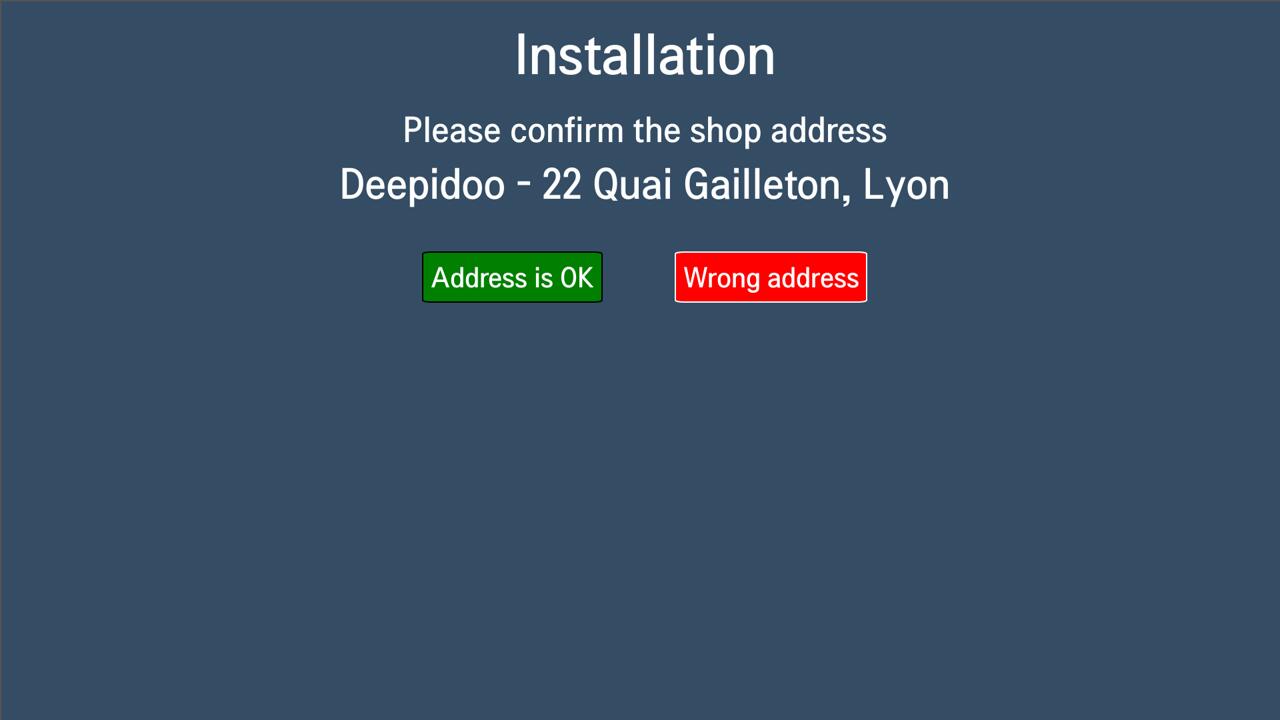 Installation
Please confirm the shop address
Deepidoo - 22 Quai Gailleton, Lyon
Address is OK
Wrong address